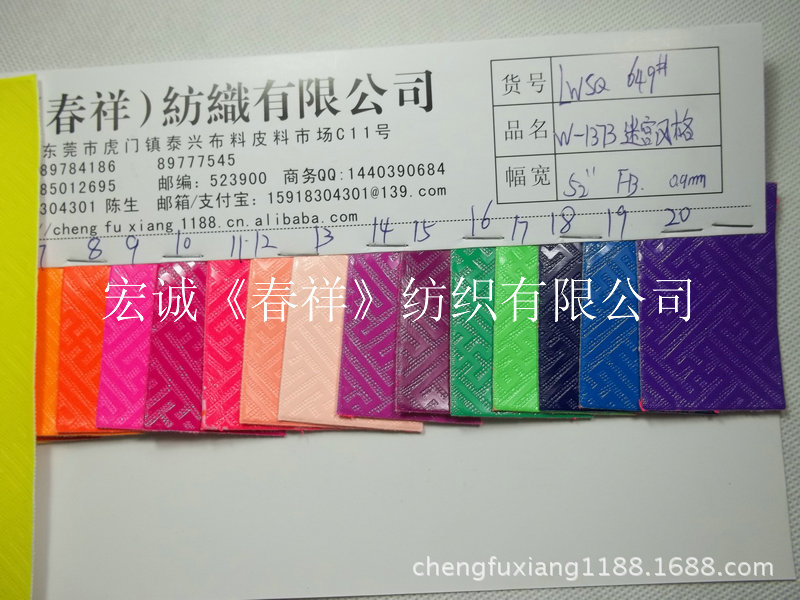 (春祥)紡織有限公司
东莞市虎门镇泰兴布料皮料市场C11号
89784186 89777545
85012695 邮编:523900 商务QQ:1440390684
304301 陈生 邮箱/支付宝:15918304301@139.com
//chengfuxiang1188.cn.alibaba.com
货号 LWSQ 649#
品名 W-1373 迷宫风格
幅宽 52" FB. 0.9mm
7 8 9 10 11 12 13 14 15 16 17 18 19 20
宏诚《春祥》纺织有限公司
chengfuxiang1188.1688.com